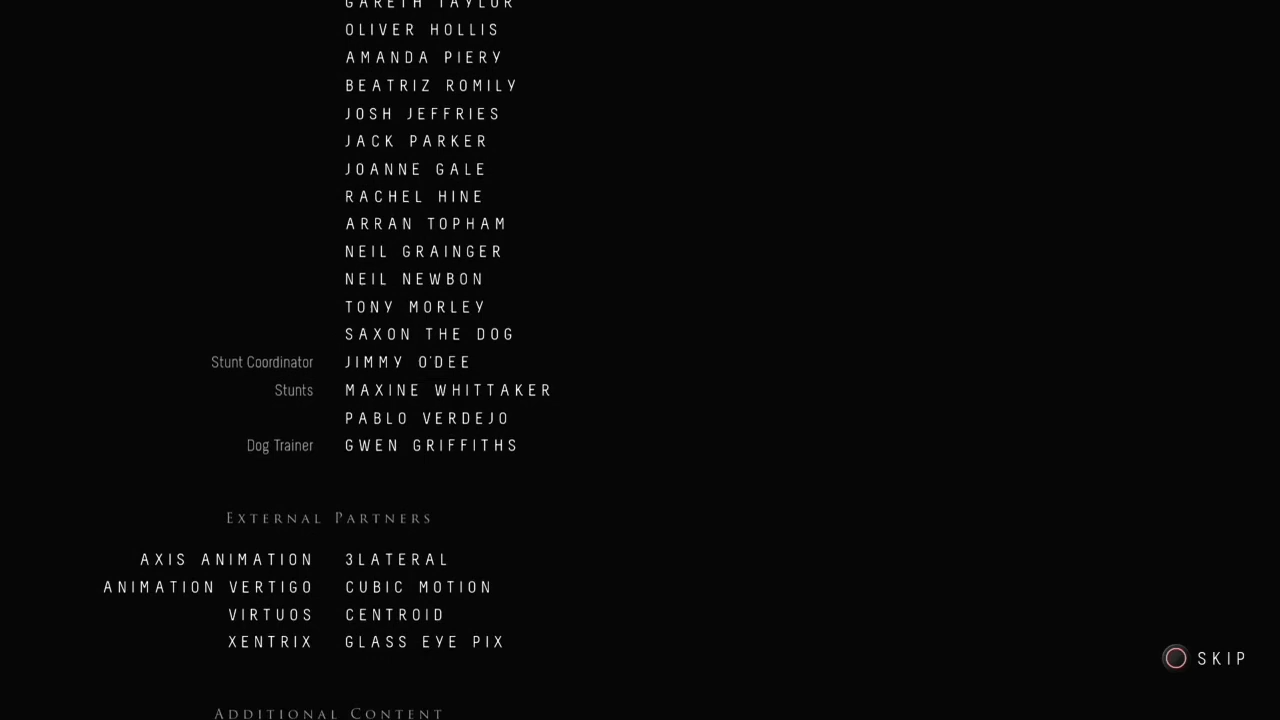 GARETH TAYLOR
OLIVER HOLLIS
AMANDA PIERY
BEATRIZ ROMILY
JOSH JEFFRIES
JACK PARKER
JOANNE GALE
RACHEL HINE
ARRAN TOPHAM
NEIL GRAINGER
NEIL NEWBON
TONY MORLEY
SAXON THE DOG
Stunt Coordinator JIMMY O'DEE
Stunts MAXINE WHITTAKER
PABLO VERDEJO
Dog Trainer GWEN GRIFFITHS
EXTERNAL PARTNERS
AXIS ANIMATION 3LATERAL
ANIMATION VERTIGO CUBIC MOTION
VIRTUOS CENTROID
XENTRIX GLASS EYE PIX
SKIP
ADDITIONAL CONTENT